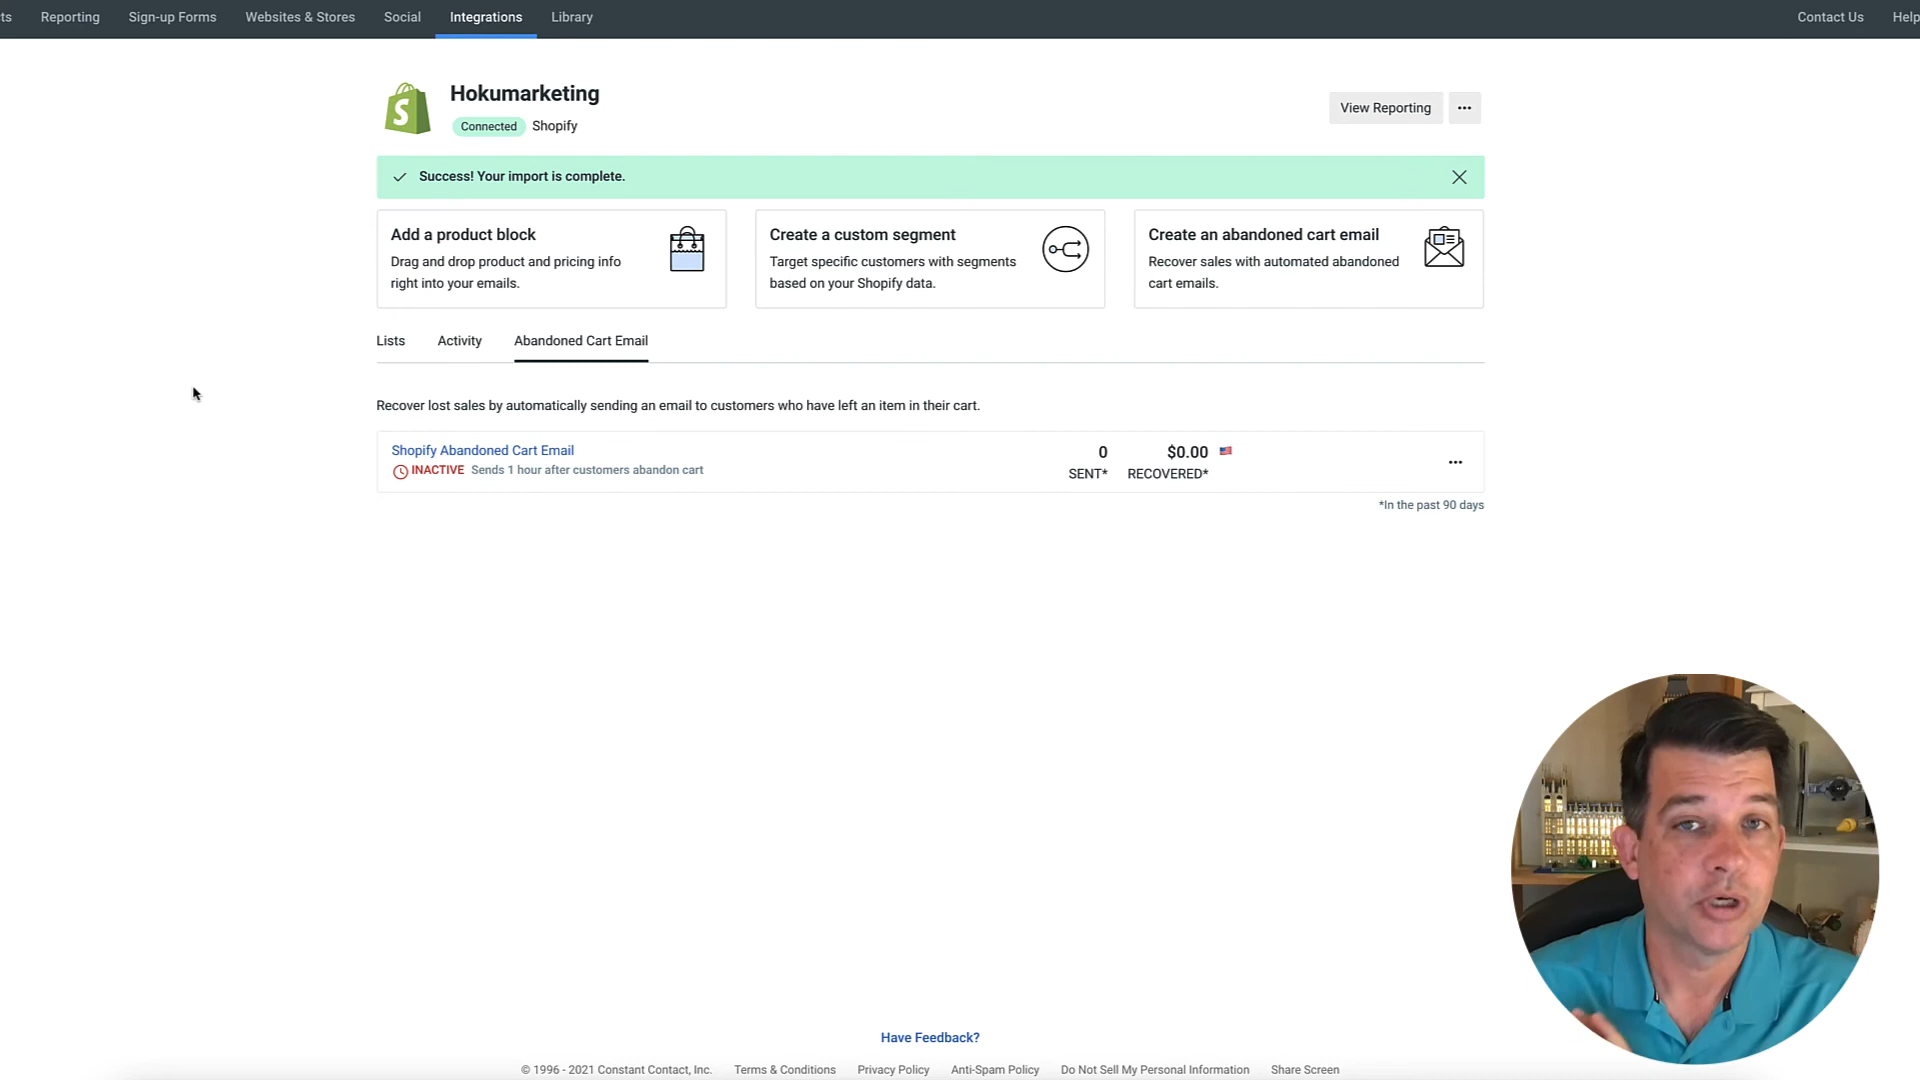 ts Reporting Sign-up Forms Websites & Stores Social Integrations Library Contact Us Help
Hokumarketing
Connected Shopify
View Reporting
Success! Your import is complete.
Add a product block
Drag and drop product and pricing info
right into your emails.
Create a custom segment
Target specific customers with segments
based on your Shopify data.
Create an abandoned cart email
Recover sales with automated abandoned
cart emails.
Lists Activity Abandoned Cart Email
Recover lost sales by automatically sending an email to customers who have left an item in their cart.
Shopify Abandoned Cart Email
INACTIVE Sends 1 hour after customers abandon cart
0
SENT*
$0.00
RECOVERED*
*In the past 90 days
Have Feedback?
© 1996 - 2021 Constant Contact, Inc. Terms & Conditions Privacy Policy Anti-Spam Policy Do Not Sell My Personal Information Share Screen